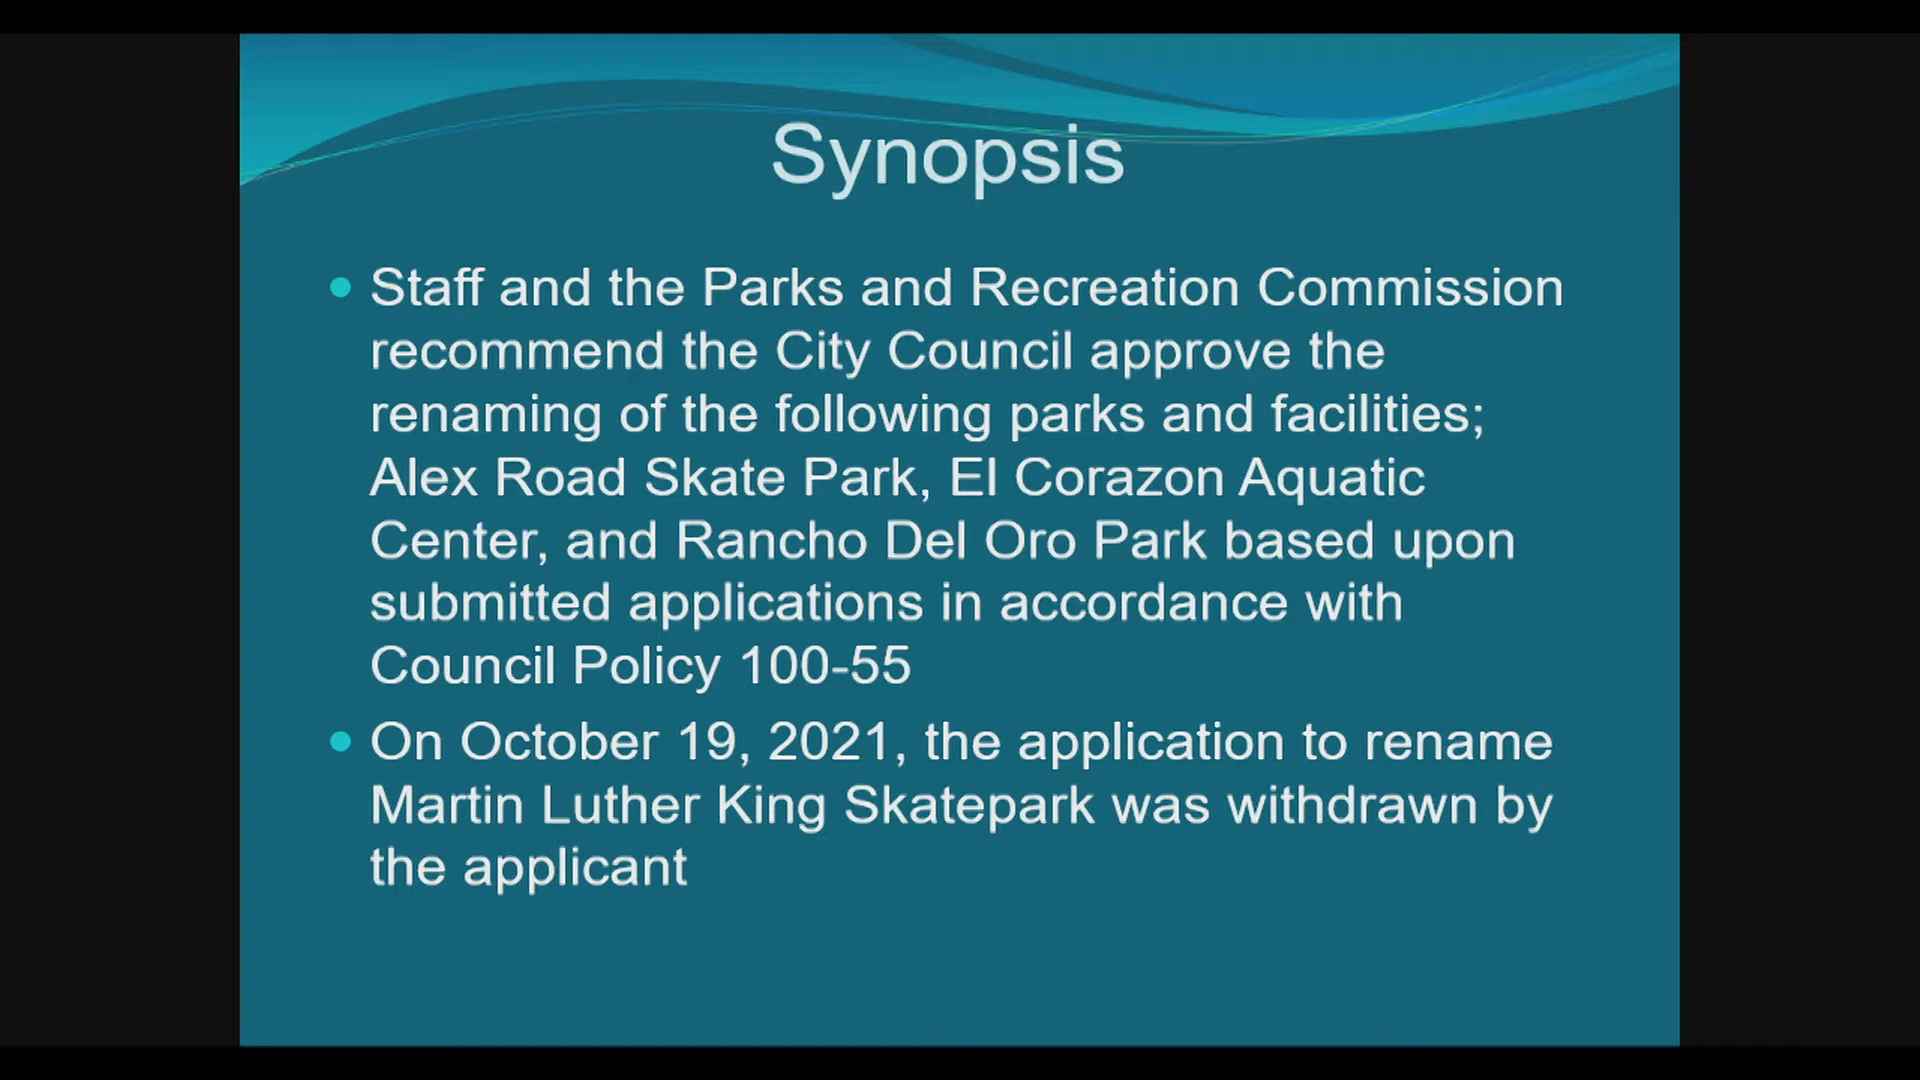 Synopsis
Staff and the Parks and Recreation Commission
recommend the City Council approve the
renaming of the following parks and facilities;
Alex Road Skate Park, El Corazon Aquatic
Center, and Rancho Del Oro Park based upon
submitted applications in accordance with
Council Policy 100-55
On October 19, 2021, the application to rename
Martin Luther King Skatepark was withdrawn by
the applicant